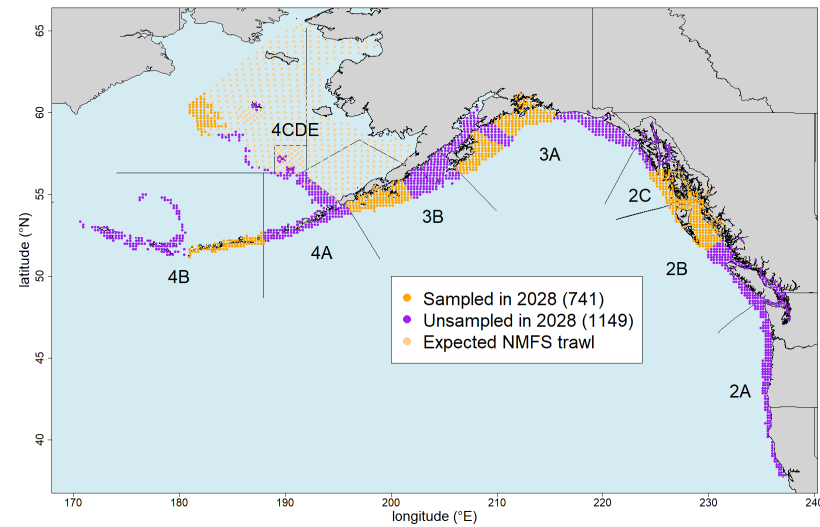 65
60
55
50
45
40
latitude (°N)
4CDE
3A
2C
3B
4A
4B
2B
2A
Sampled in 2028 (741)
Unsampled in 2028 (1149)
Expected NMFS trawl
170
180
190
200
210
220
230
240
longitude (°E)